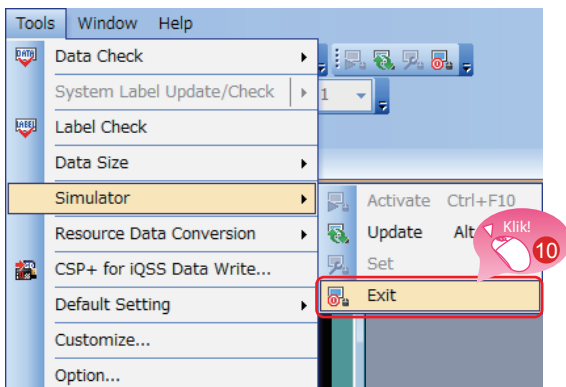 Tools Window Help
Data Check
System Label Update/Check
1
Label Check
Data Size
Simulator
Activate Ctrl+F10
Resource Data Conversion
Update Alt
Klik!
10
CSP+ for iQSS Data Write...
Set
Default Setting
Exit
Customize...
Option...